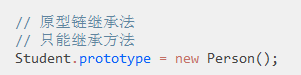 // 原型链继承法
// 只能继承方法
Student.prototype = new Person();